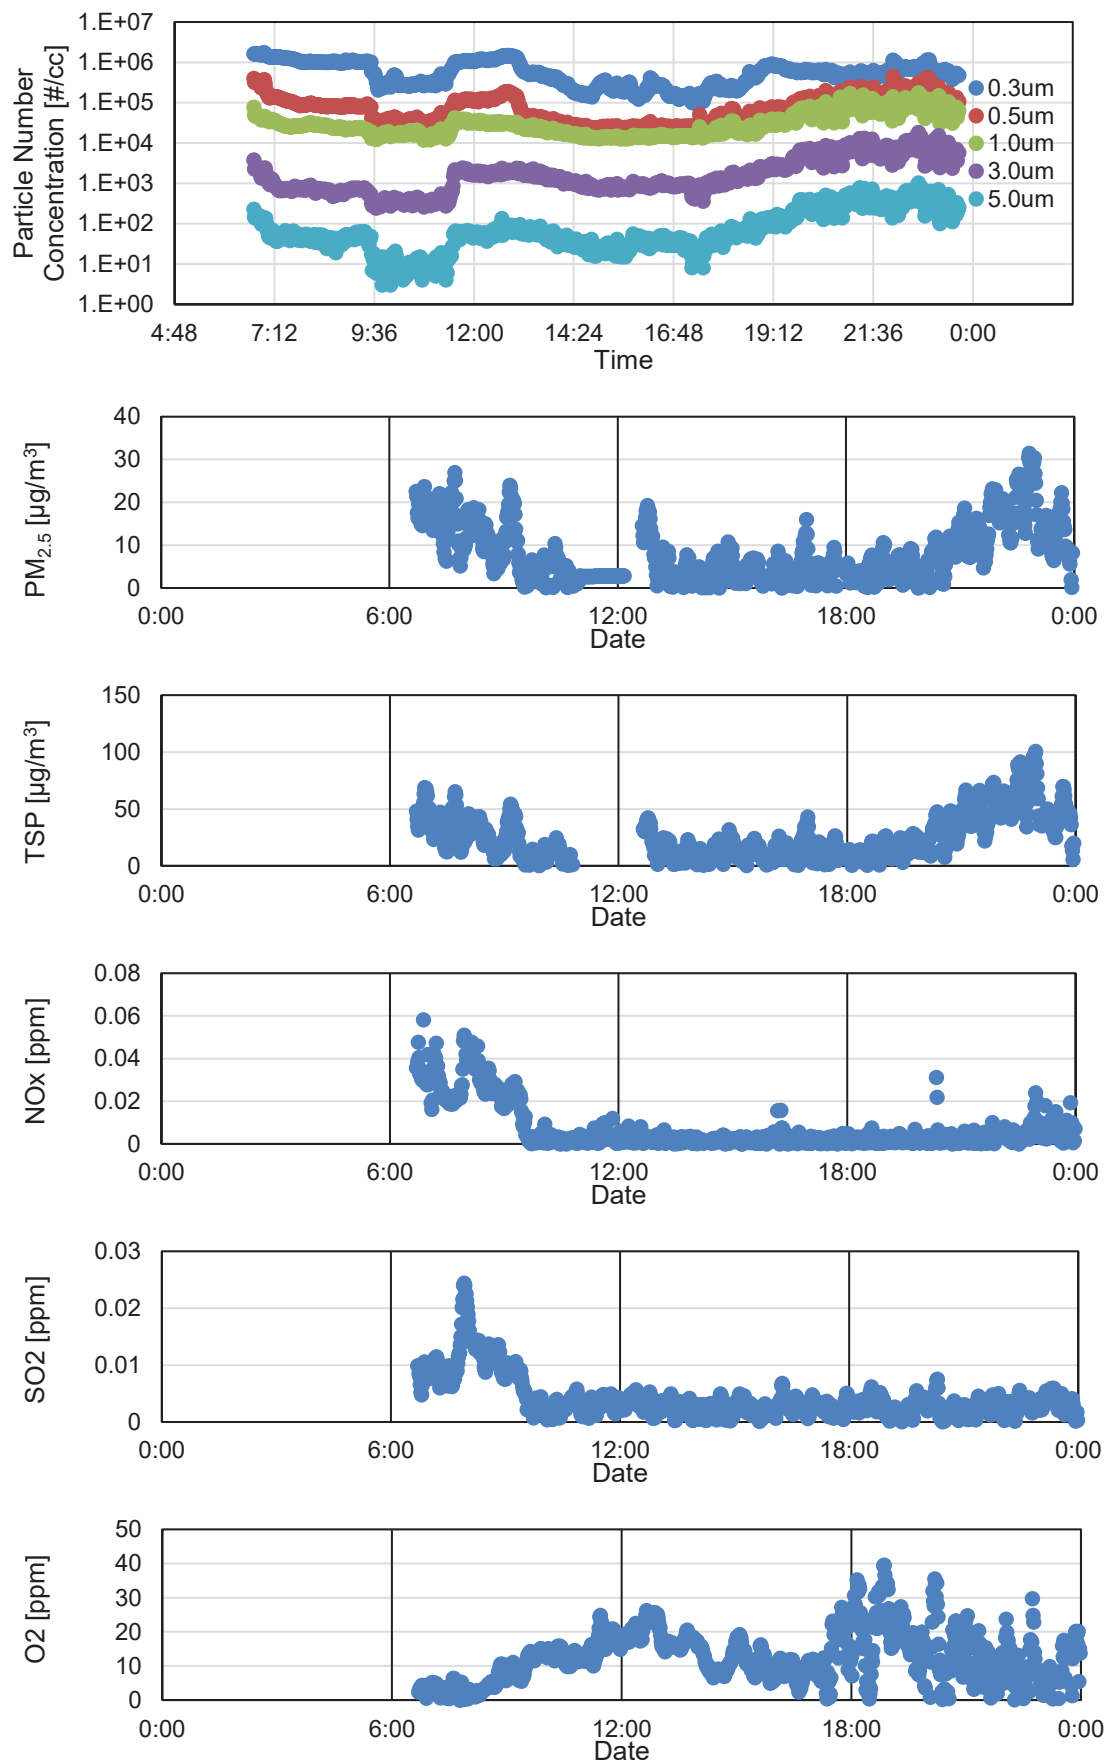 1.E+07
1.E+06
1.E+05
1.E+04
1.E+03
1.E+02
1.E+01
1.E+00
Particle Number
Concentration [#/cc]
4:48 7:12 9:36 12:00 14:24 16:48 19:12 21:36 0:00
Time
0.3um
0.5um
1.0um
3.0um
5.0um
40
30
20
10
0
PM2.5 [µg/m³]
0:00 6:00 12:00 18:00 0:00
Date
150
100
50
0
TSP [µg/m³]
0:00 6:00 12:00 18:00 0:00
Date
0.08
0.06
0.04
0.02
0
NOx [ppm]
0:00 6:00 12:00 18:00 0:00
Date
0.03
0.02
0.01
0
SO2 [ppm]
0:00 6:00 12:00 18:00 0:00
Date
50
40
30
20
10
0
O2 [ppm]
0:00 6:00 12:00 18:00 0:00
Date